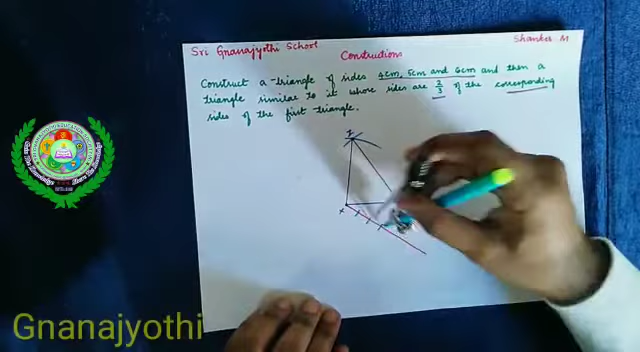 Sri Gnanajyothi School
Shankar M
Constructions
Construct a triangle of sides 4cm, 5cm and 6cm and then a
triangle similar to it whose sides are 2/3 of the corresponding
sides of the first triangle.
Gnanajyothi